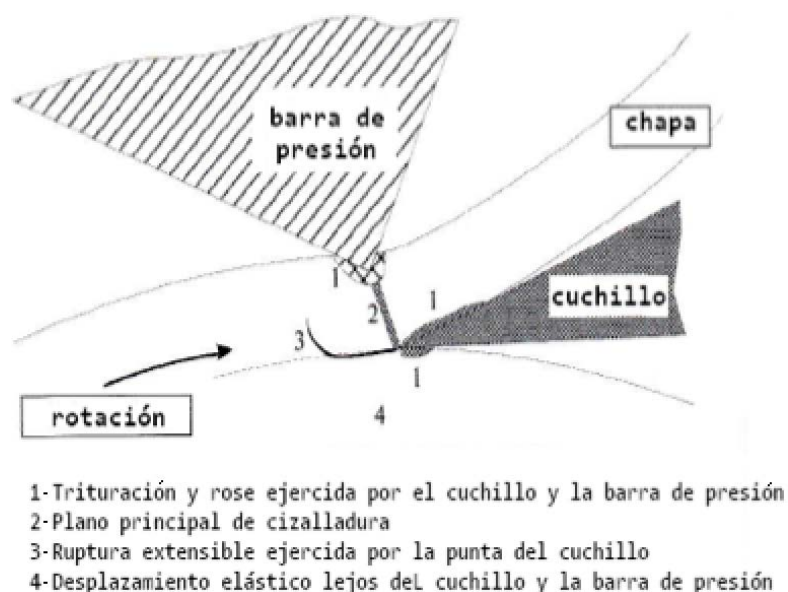 barra de
presión
chapa
1
2
1
cuchillo
3
1
rotación
4
1-Trituración y rose ejercida por el cuchillo y la barra de presión
2-Plano principal de cizalladura
3-Ruptura extensible ejercida por la punta del cuchillo
4-Desplazamiento elástico lejos deL cuchillo y la barra de presión